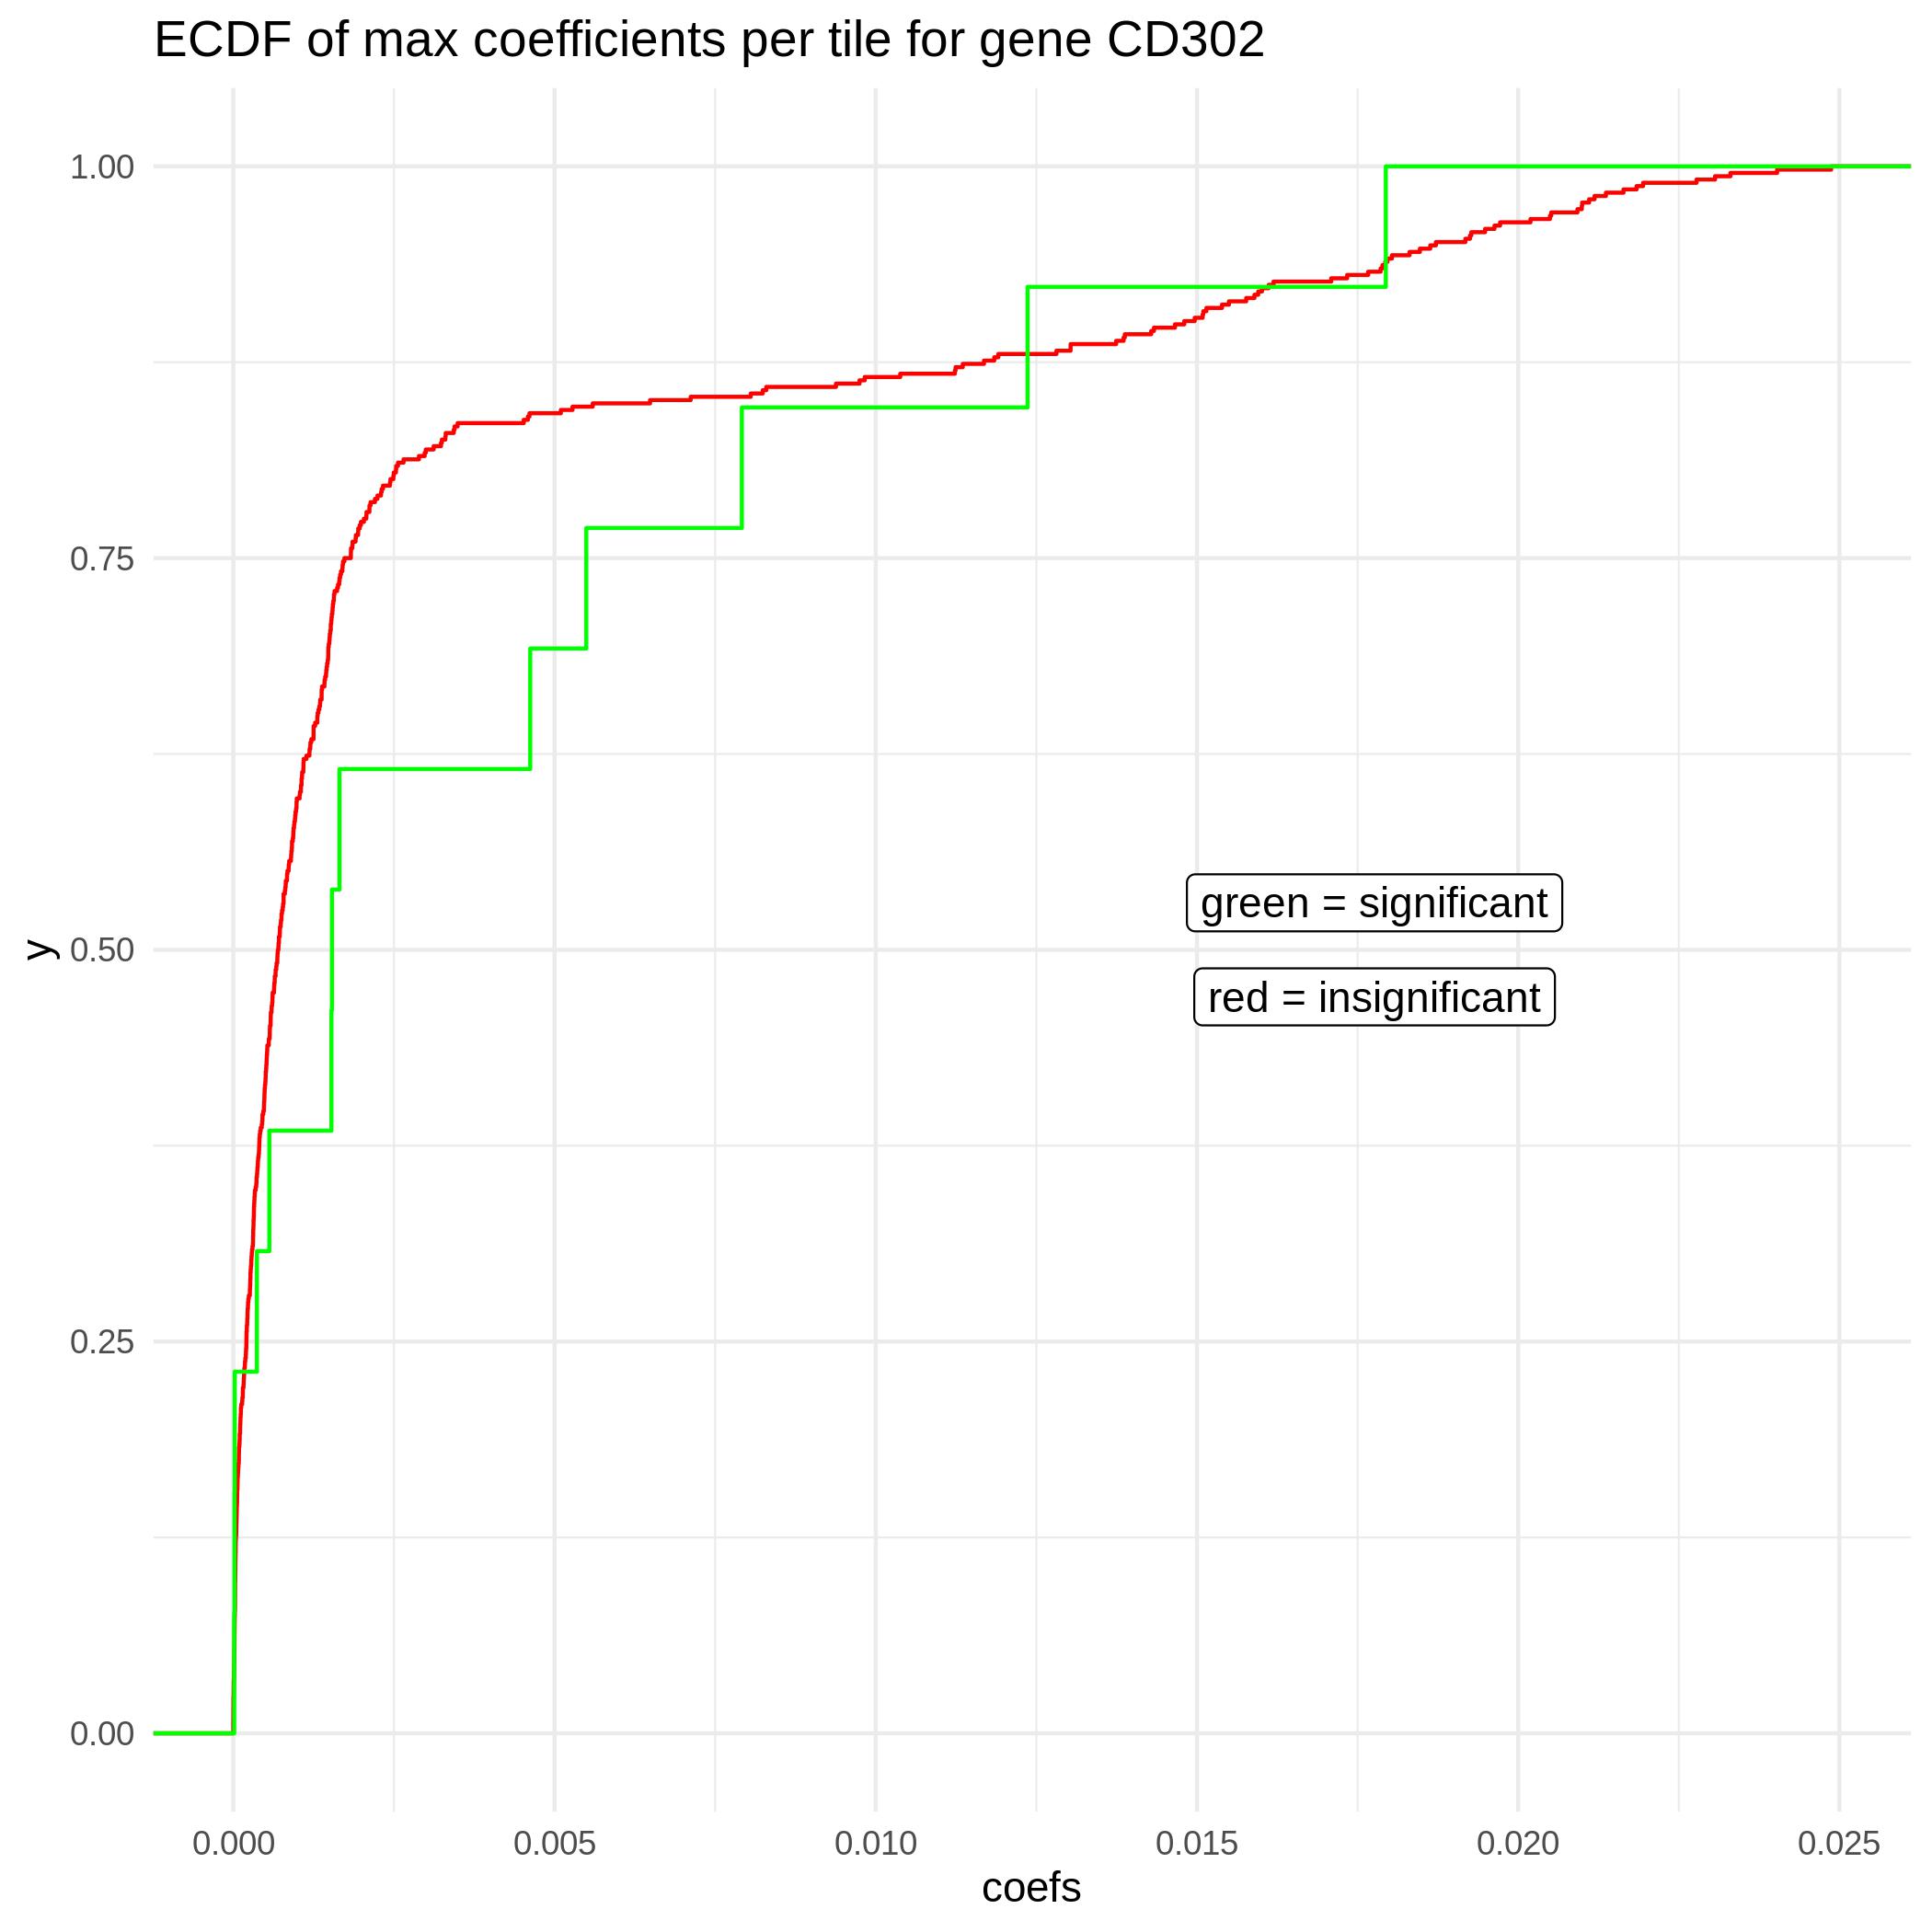 ECDF of max coefficients per tile for gene CD302
1.00
0.75
0.50
0.25
0.00
y
green = significant
red = insignificant
0.000 0.005 0.010 0.015 0.020 0.025
coefs